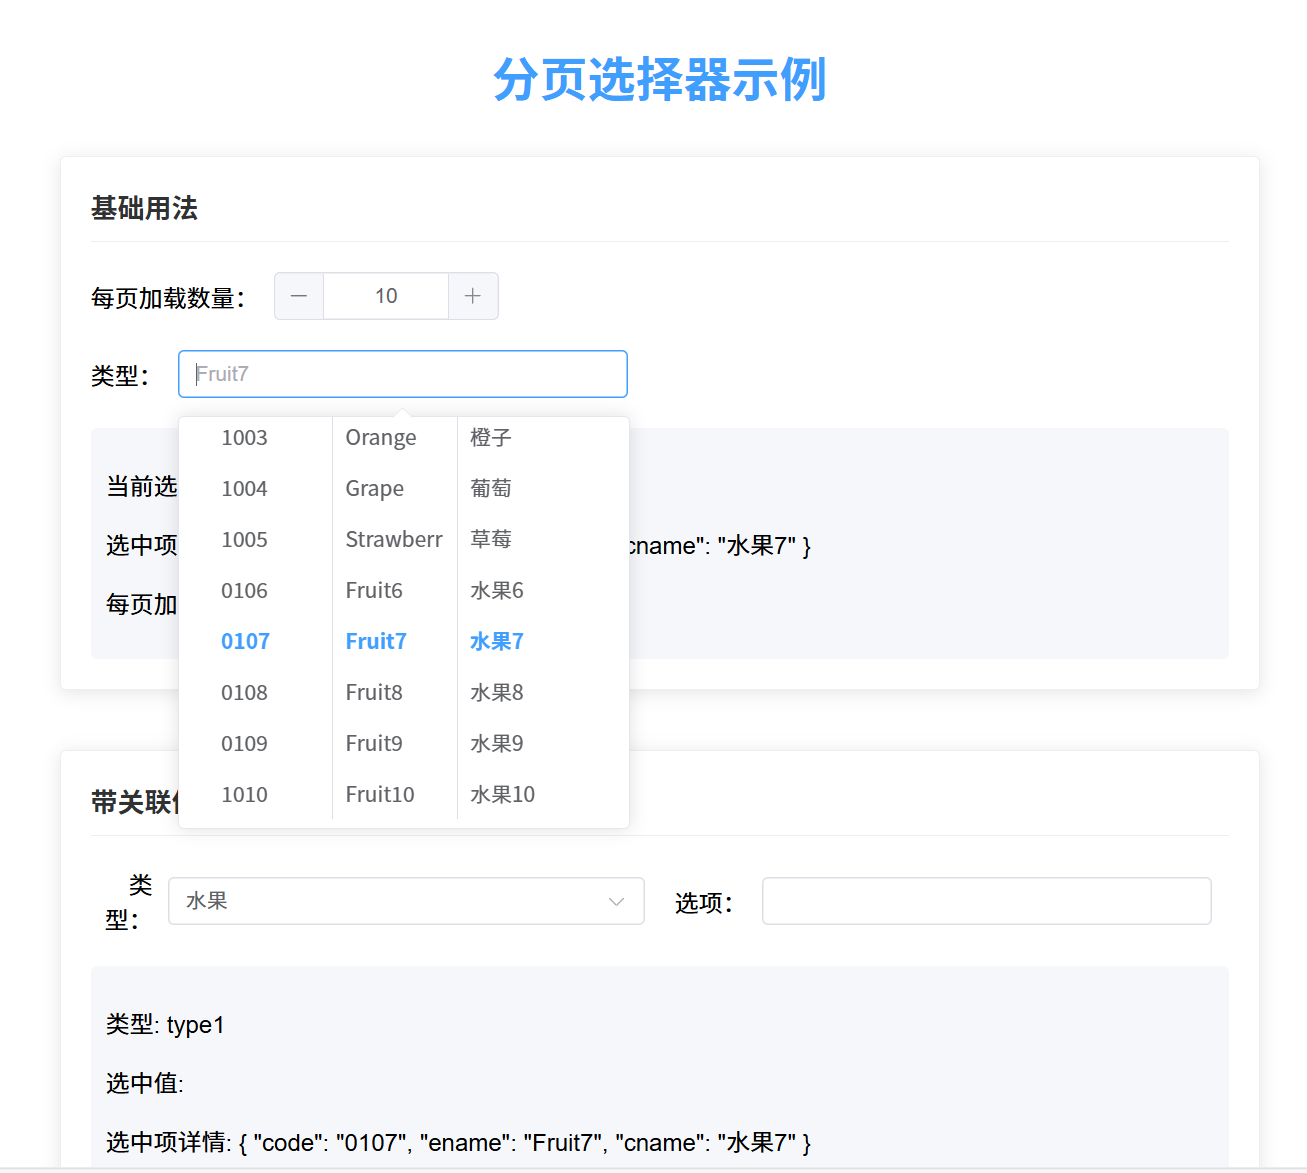 分页选择器示例
基础用法
每页加载数量：
10
类型：
Fruit7
1003 Orange 橙子
1004 Grape 葡萄
1005 Strawberr 草莓
0106 Fruit6 水果6
0107 Fruit7 水果7
0108 Fruit8 水果8
0109 Fruit9 水果9
1010 Fruit10 水果10
当前选
选中项
cname": "水果7" }
每页加
带关联
类
型：
水果
选项：
类型: type1
选中值:
选中项详情: { "code": "0107", "ename": "Fruit7", "cname": "水果7" }